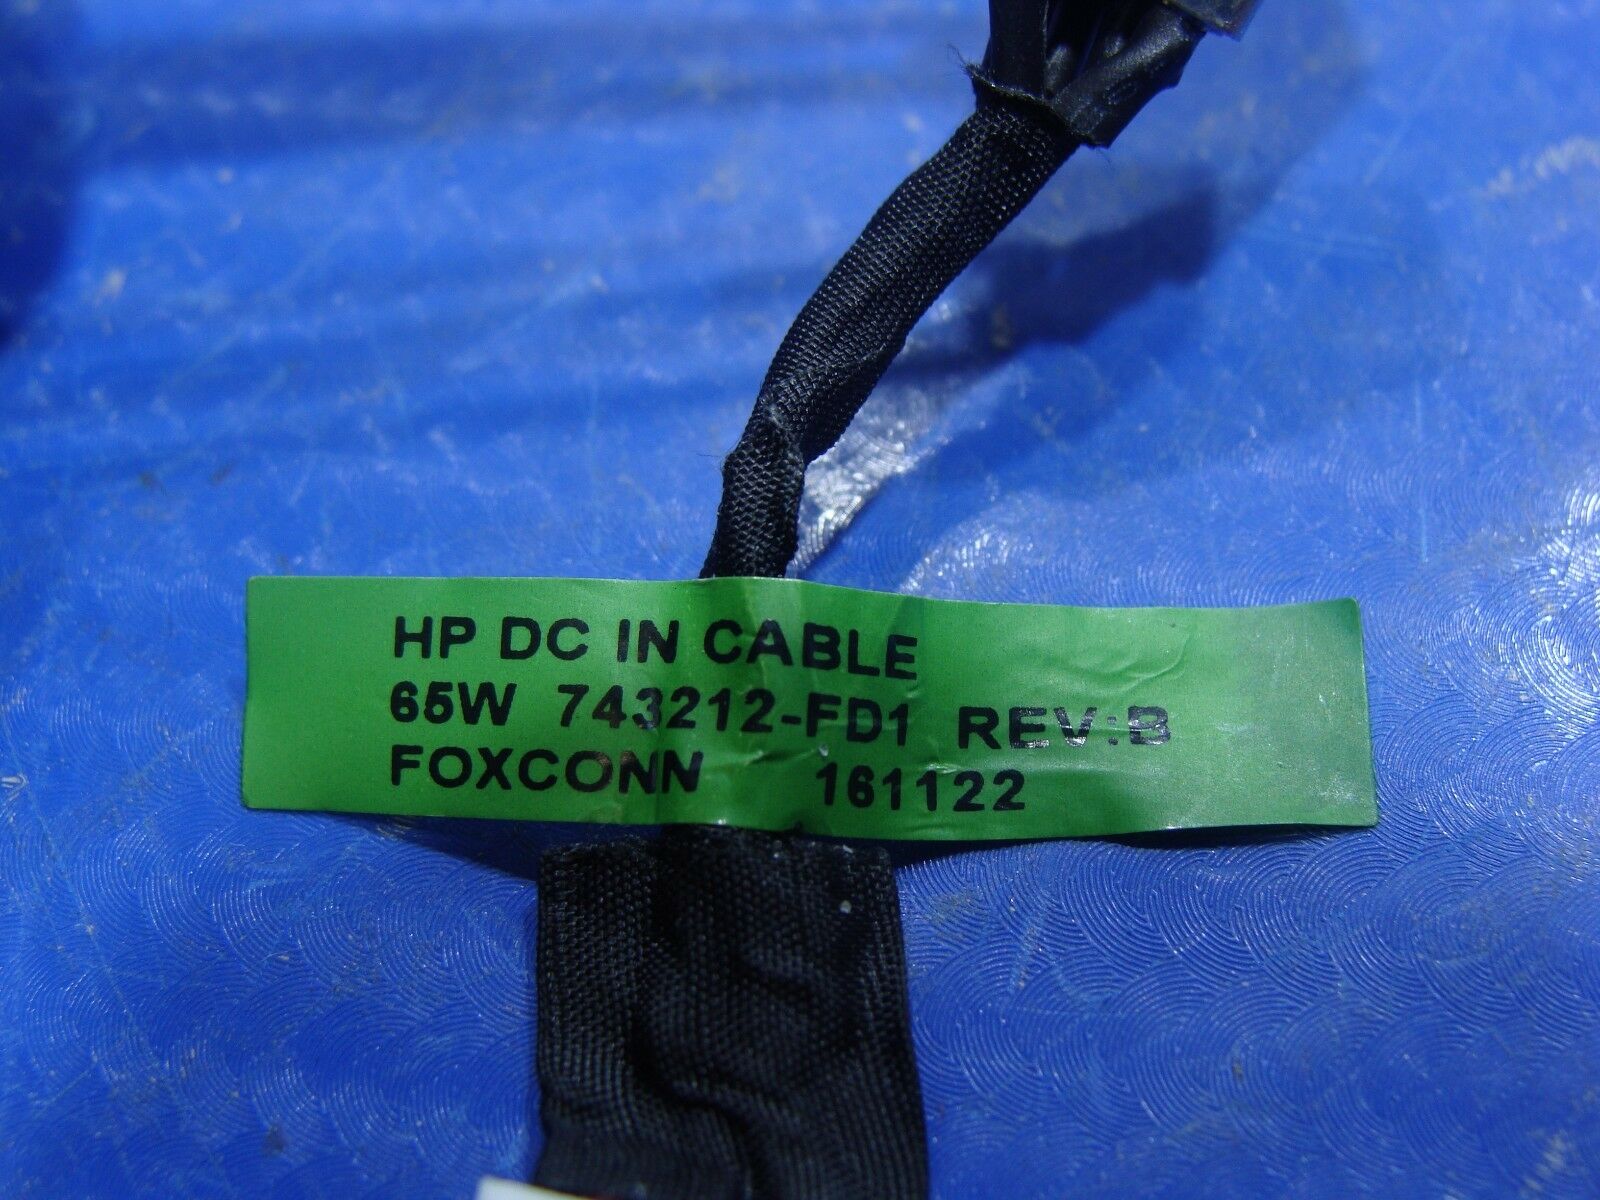 HP DC IN CABLE
65W 743212-FD1 REV:B
FOXCONN 161122